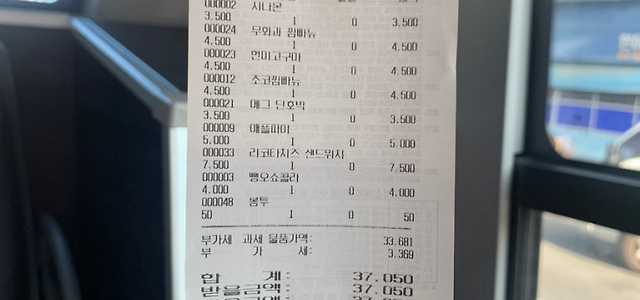 000002 시나몬
3.500 1 0 3.500
000024 무화과 깜빠뉴
4.500 1 0 4.500
000023 현미고구마
4.500 1 0 4.500
000012 초코깜빠뉴
4.500 1 0 4.500
000021 에그 단호박
3.500 1 0 3.500
000009 애플파이
5.000 1 0 5.000
000033 리코타치즈 샌드위치
7.500 1 0 7.500
000003 뺑오쇼콜라
4.000 1 0 4.000
000048 봉투
50 1 0 50
부가세 과세 물품가액: 33.681
부 가 세: 3.369
합 계: 37.050
받을금액: 37.050